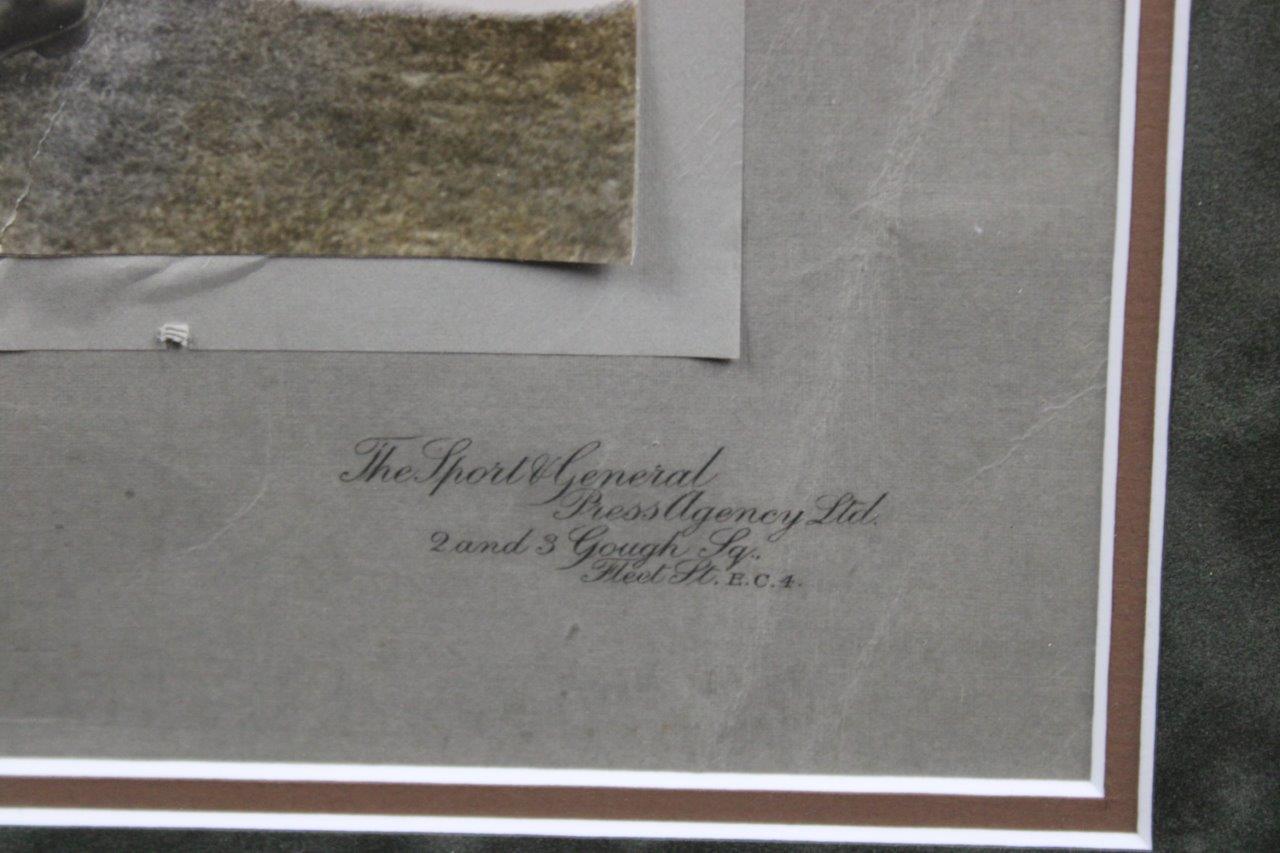 The Sport & General
Press Agency Ltd.
2 and 3 Gough Sq.,
Fleet St. E.C.4.